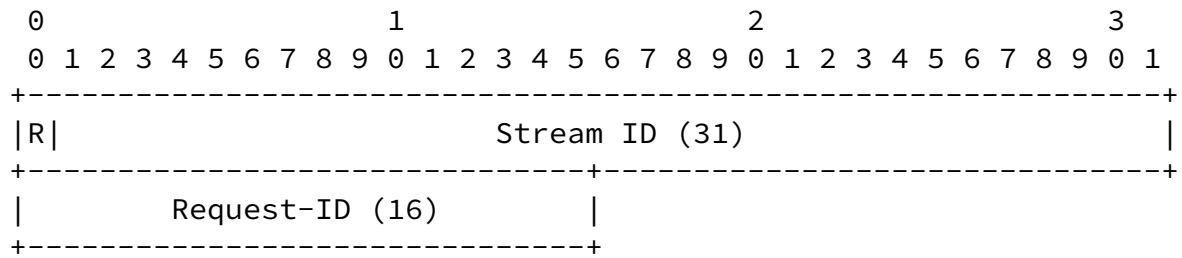 0                   1                   2                   3
 0 1 2 3 4 5 6 7 8 9 0 1 2 3 4 5 6 7 8 9 0 1 2 3 4 5 6 7 8 9 0 1
+---------------------------------------------------------------+
|R|                        Stream ID (31)                       |
+-------------------------------+-------------------------------+
|        Request-ID (16)        |
+-------------------------------+